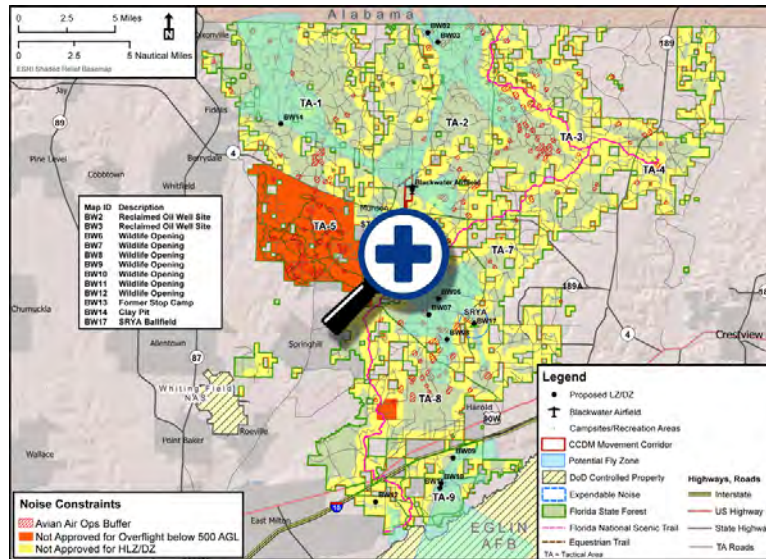 0 2.5 5 Miles
0 2.5 5 Nautical Miles
ESRI Shaded Relief Basemap
N
Alabama
BW02
BW03
189
Jay
Fidelis
TA-1
BW14
TA-2
89
Pine Level
Berrydale
4
TA-3
Cobbtown
Whitfield
TA-4
Blackwater Airfield
Munson
TA-5
TA-7
Map ID Description
BW2 Reclaimed Oil Well Site
BW3 Reclaimed Oil Well Site
BW6 Wildlife Opening
BW7 Wildlife Opening
BW8 Wildlife Opening
BW9 Wildlife Opening
BW10 Wildlife Opening
BW11 Wildlife Opening
BW12 Wildlife Opening
BW13 Former Stop Camp
BW14 Clay Pit
BW17 SRYA Ballfield
189A
BW06
BW07
SRYA
BW17
BW08
Chumuckla
Allentown
Springhill
4
Crestview
87
Whiting Field
NAS
TA-8
Harold
90W
Point Baker
Roeville
Wallace
BW09
BW10
TA-9
10
East Milton
EGLIN
AFB
Noise Constraints
Avian Air Ops Buffer
Not Approved for Overflight below 500 AGL
Not Approved for HLZ/DZ
Legend
Proposed LZ/DZ
Blackwater Airfield
Campsites/Recreation Areas
CCDM Movement Corridor
Potential Fly Zone
DoD Controlled Property
Expendable Noise
Florida State Forest
Florida National Scenic Trail
Equestrian Trail
TA = Tactical Area
Highways, Roads
Interstate
US Highway
State Highway
TA Roads